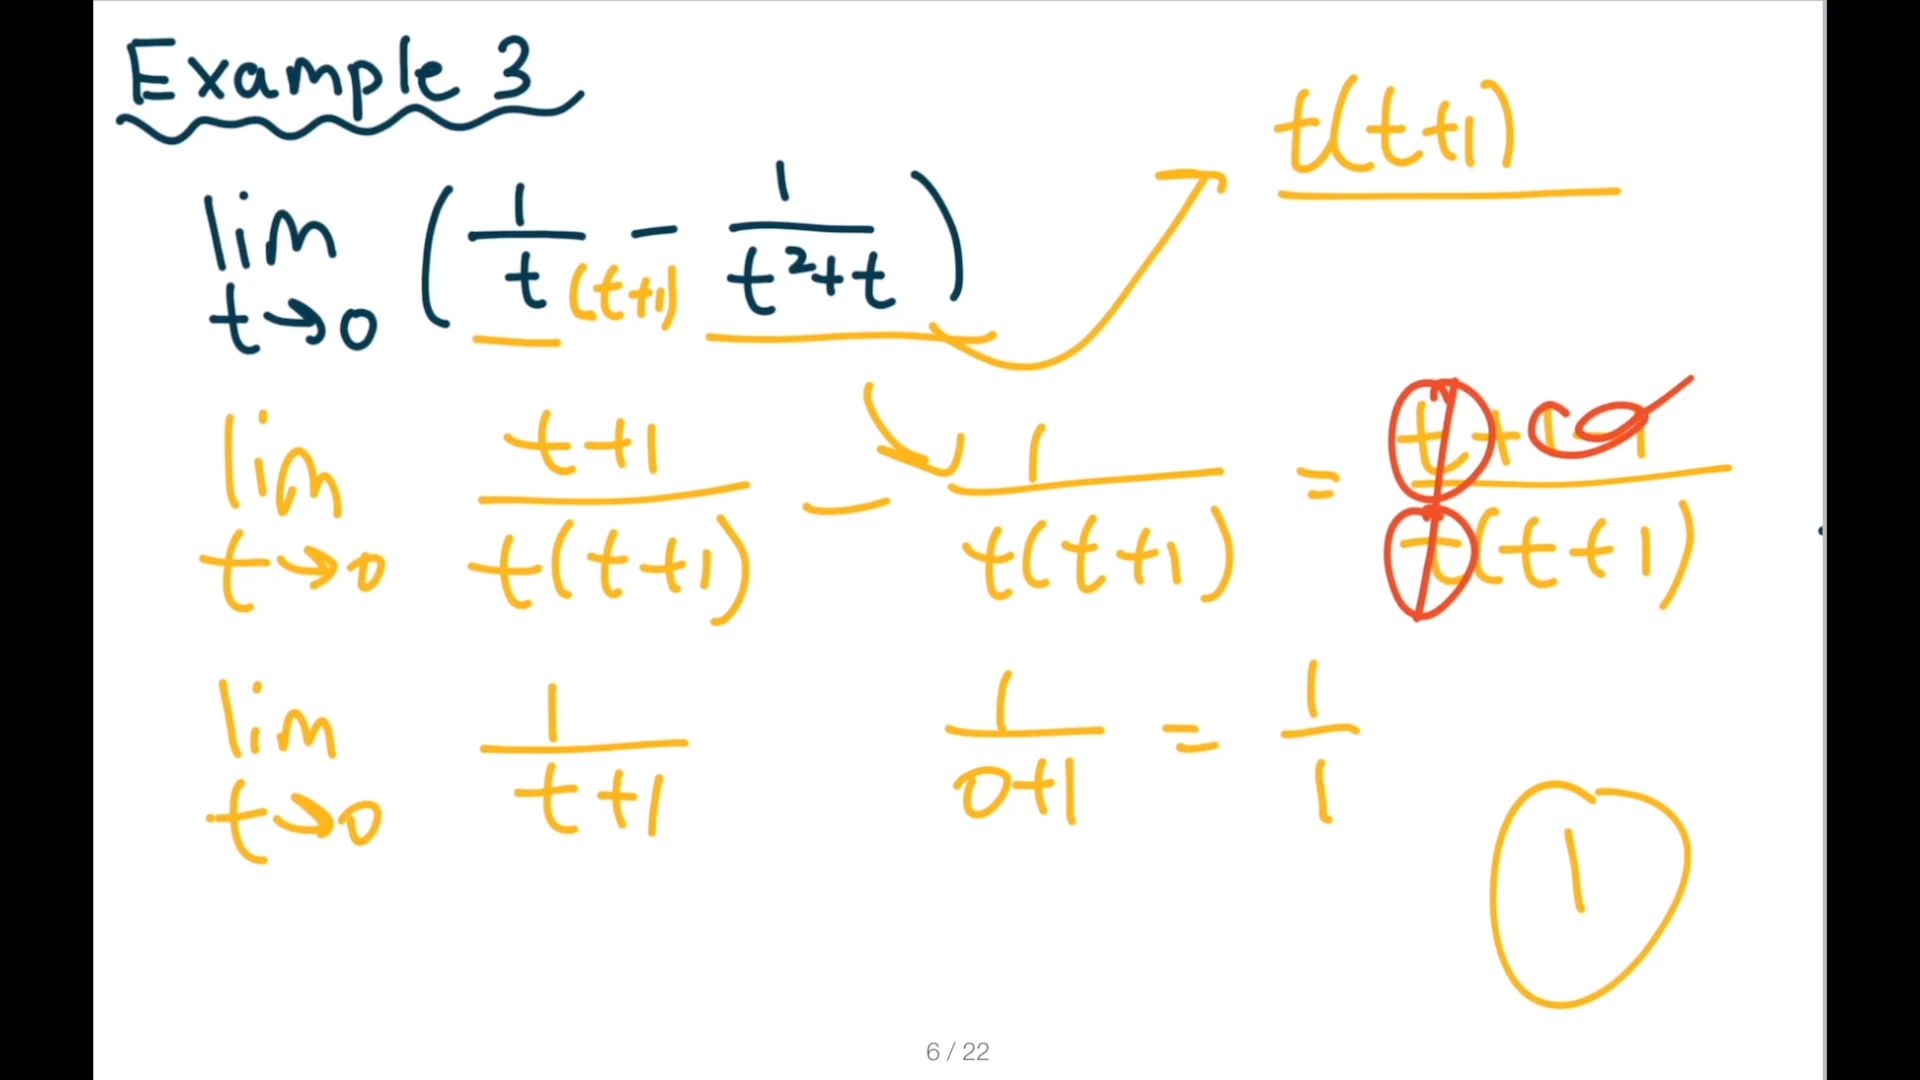 Example 3
t(t+1)
lim t→0 ( 1/t (t+1) - 1/(t²+t) )
lim t→0 (t+1)/(t(t+1)) - 1/(t(t+1)) = (t+1-1)/(t(t+1))
lim t→0 1/(t+1) 1/(0+1) = 1/1
1
6 / 22